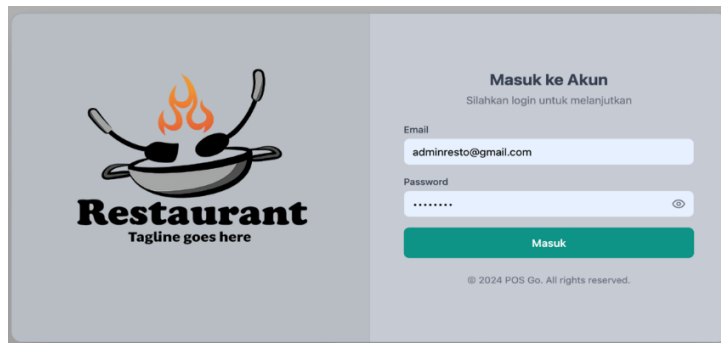 Restaurant
Tagline goes here
Masuk ke Akun
Silahkan login untuk melanjutkan
Email
adminresto@gmail.com
Password
........
Masuk
© 2024 POS Go. All rights reserved.